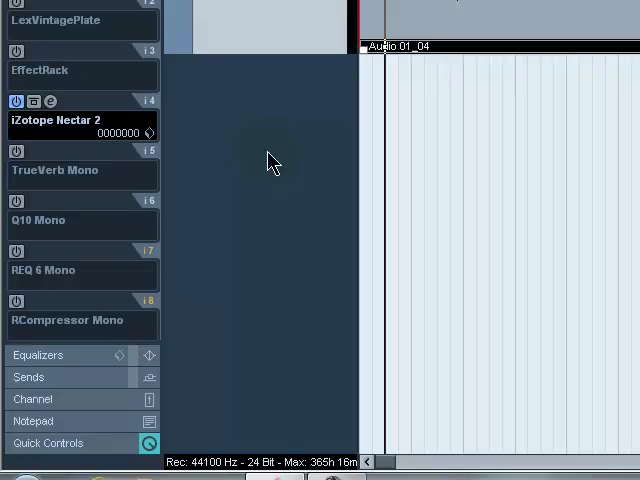 i 2
LexVintagePlate
i 3
EffectRack
e
i 4
iZotope Nectar 2
0000000
i 5
TrueVerb Mono
i 6
Q10 Mono
i 7
REQ 6 Mono
i 8
RCompressor Mono
Equalizers
Sends
Channel
Notepad
Quick Controls
Audio 01_04
Rec: 44100 Hz - 24 Bit - Max: 365h 16m